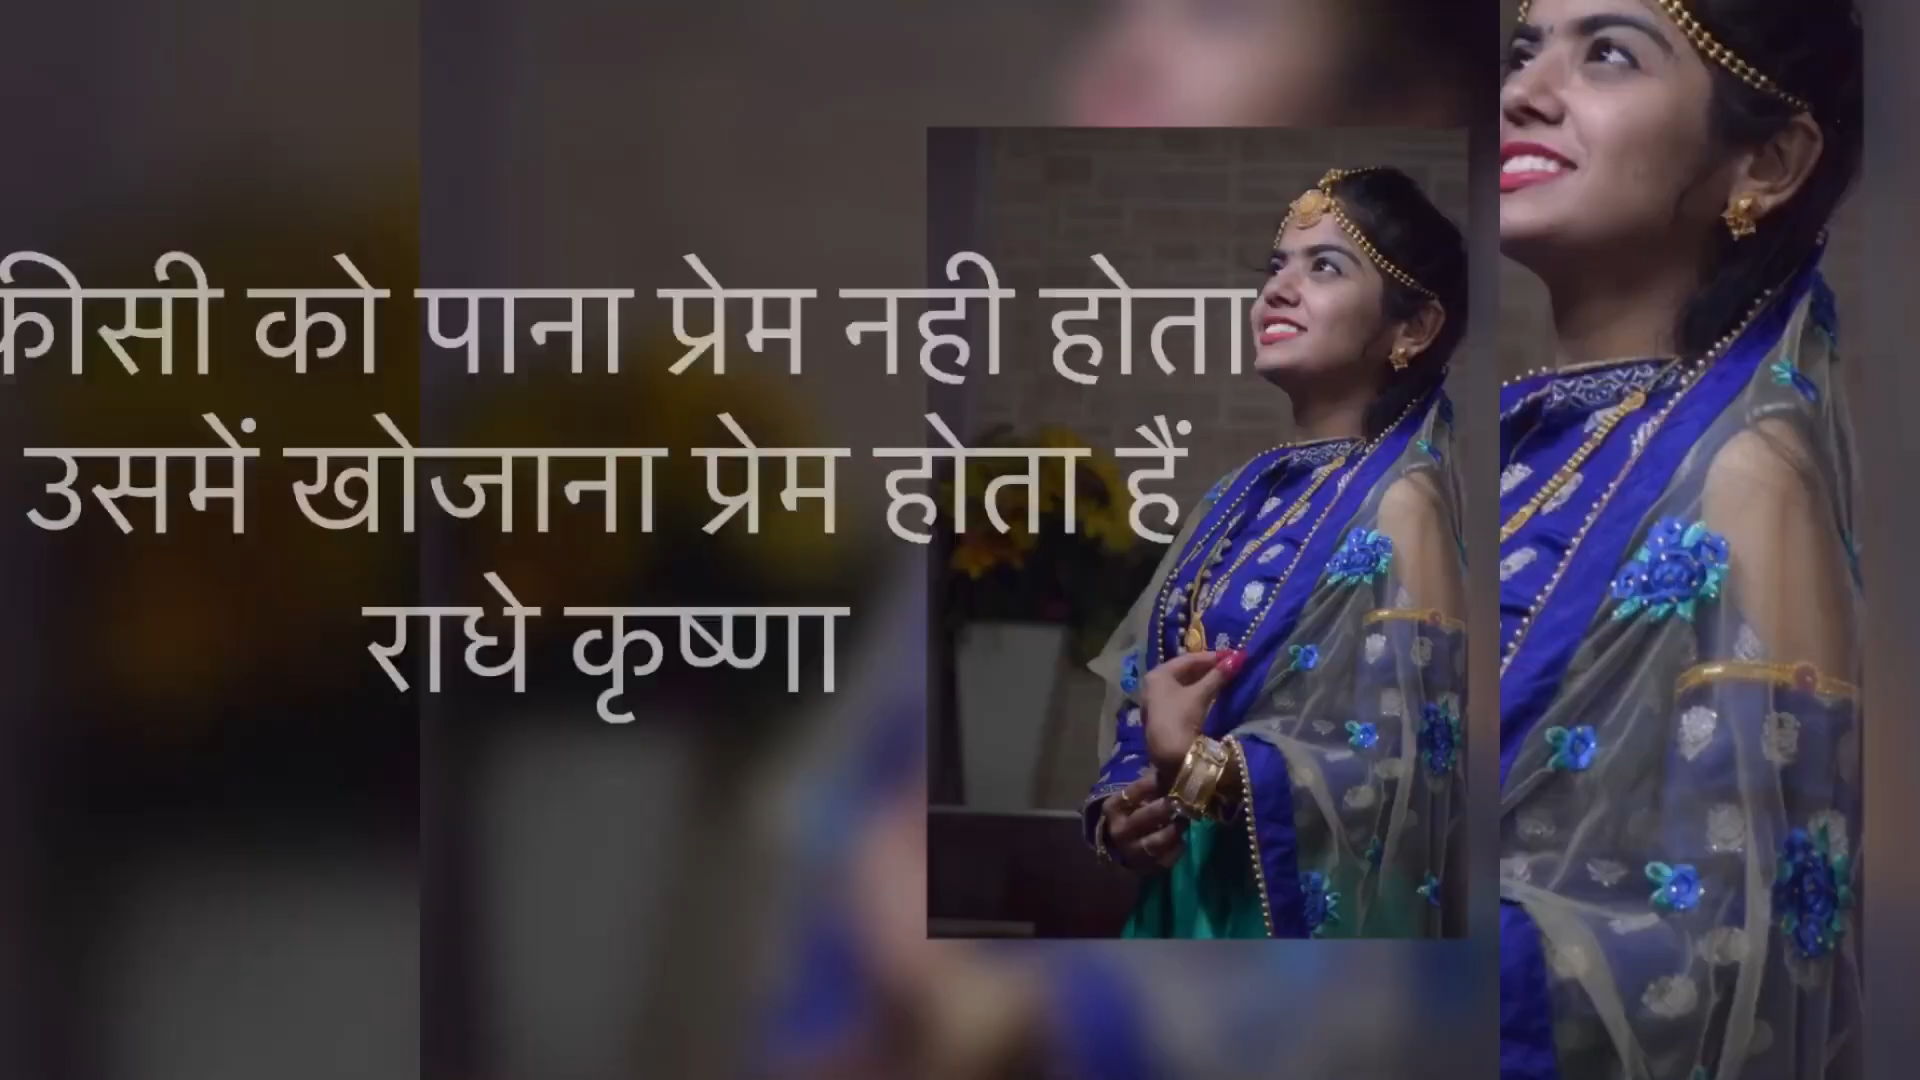 कीसी को पाना प्रेम नही होता
उसमें खोजाना प्रेम होता हैं
राधे कृष्णा